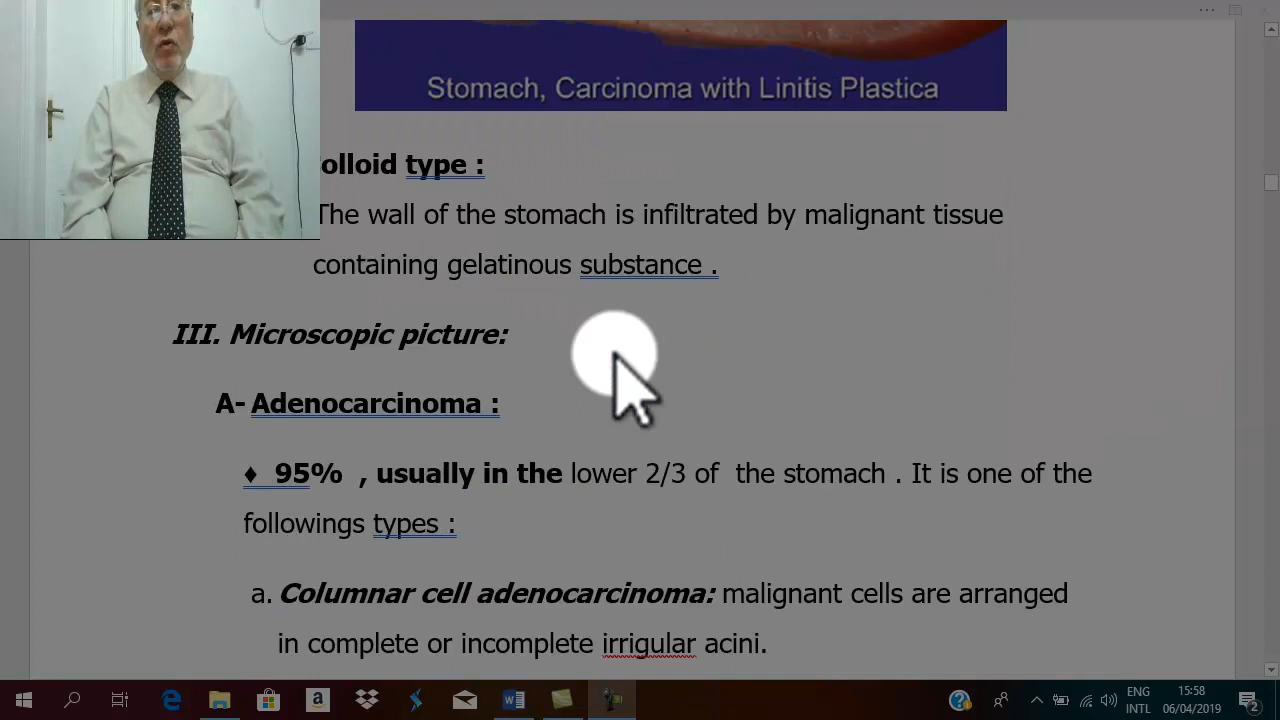 Stomach, Carcinoma with Linitis Plastica
olloid type :
The wall of the stomach is infiltrated by malignant tissue
containing gelatinous substance .
III. Microscopic picture:
A- Adenocarcinoma :
♦ 95% , usually in the lower 2/3 of the stomach . It is one of the
followings types :
a. Columnar cell adenocarcinoma: malignant cells are arranged
in complete or incomplete irrigular acini.
ENG
INTL
15:58
06/04/2019
2